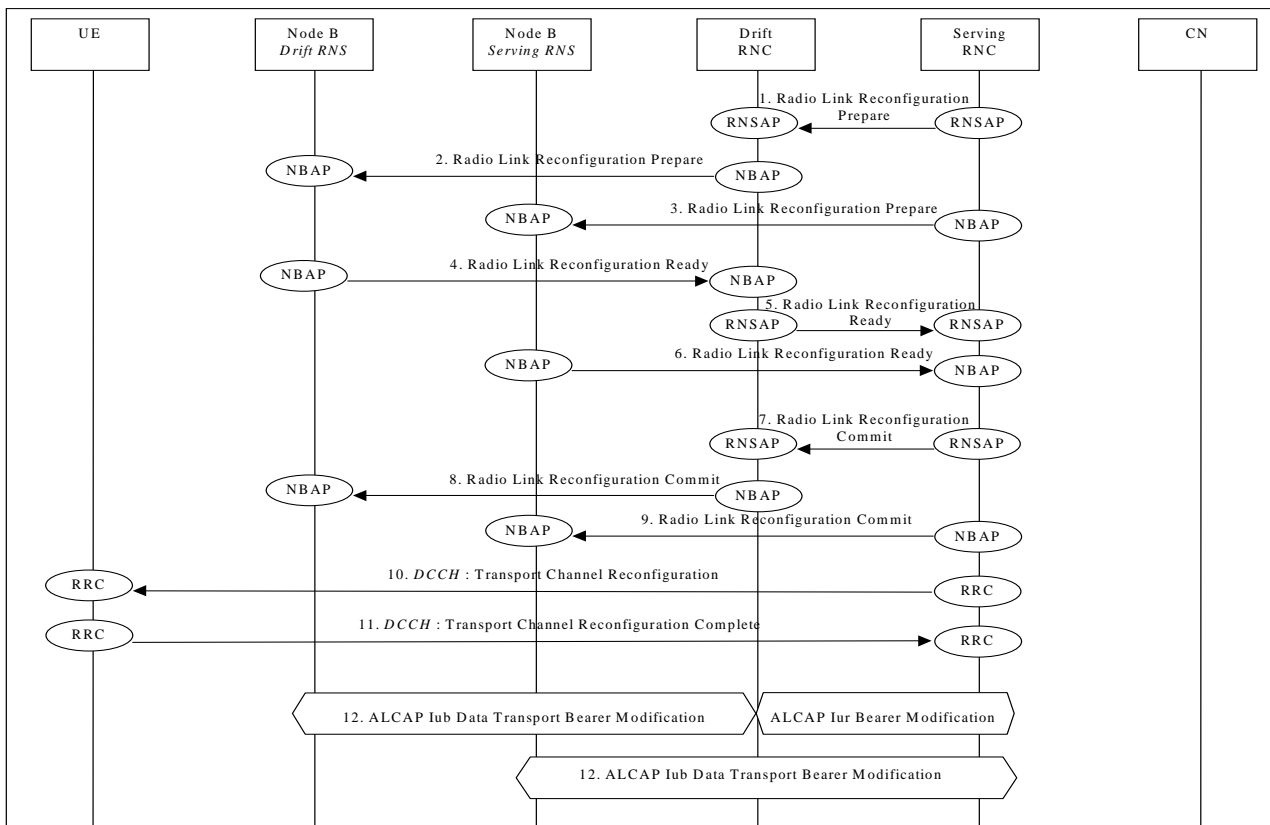 UE
Node B
Drift RNS
Node B
Serving RNS
Drift
RNC
Serving
RNC
CN
1. Radio Link Reconfiguration
Prepare
RNSAP
RNSAP
2. Radio Link Reconfiguration Prepare
NBAP
NBAP
3. Radio Link Reconfiguration Prepare
NBAP
NBAP
4. Radio Link Reconfiguration Ready
NBAP
NBAP
5. Radio Link Reconfiguration
Ready
RNSAP
RNSAP
6. Radio Link Reconfiguration Ready
NBAP
NBAP
7. Radio Link Reconfiguration
Commit
RNSAP
RNSAP
8. Radio Link Reconfiguration Commit
NBAP
NBAP
9. Radio Link Reconfiguration Commit
NBAP
NBAP
10. DCCH : Transport Channel Reconfiguration
RRC
RRC
11. DCCH : Transport Channel Reconfiguration Complete
RRC
RRC
12. ALCAP Iub Data Transport Bearer Modification
ALCAP Iur Bearer Modification
12. ALCAP Iub Data Transport Bearer Modification